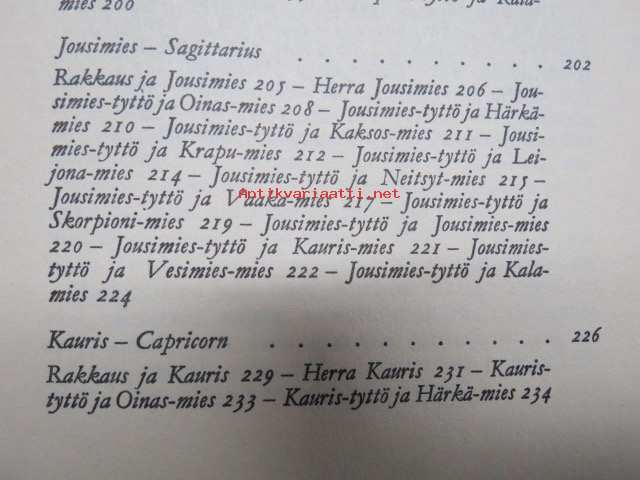 mies 200
Jousimies – Sagittarius . . . . . . . . . . 202
Rakkaus ja Jousimies 205 – Herra Jousimies 206 – Jou-
simies-tyttö ja Oinas-mies 208 – Jousimies-tyttö ja Härkä-
mies 210 – Jousimies-tyttö ja Kaksos-mies 211 – Jousi-
mies-tyttö ja Krapu-mies 212 – Jousimies-tyttö ja Lei-
jona-mies 214 – Jousimies-tyttö ja Neitsyt-mies 215 –
Antikvariaatti.net
Jousimies-tyttö ja Vaaka-mies 217 – Jousimies-tyttö ja
Skorpioni-mies 219 – Jousimies-tyttö ja Jousimies-mies
220 – Jousimies-tyttö ja Kauris-mies 221 – Jousimies-
tyttö ja Vesimies-mies 222 – Jousimies-tyttö ja Kala-
mies 224
Kauris – Capricorn . . . . . . . . . . . 226
Rakkaus ja Kauris 229 – Herra Kauris 231 – Kauris-
tyttö ja Oinas-mies 233 – Kauris-tyttö ja Härkä-mies 234